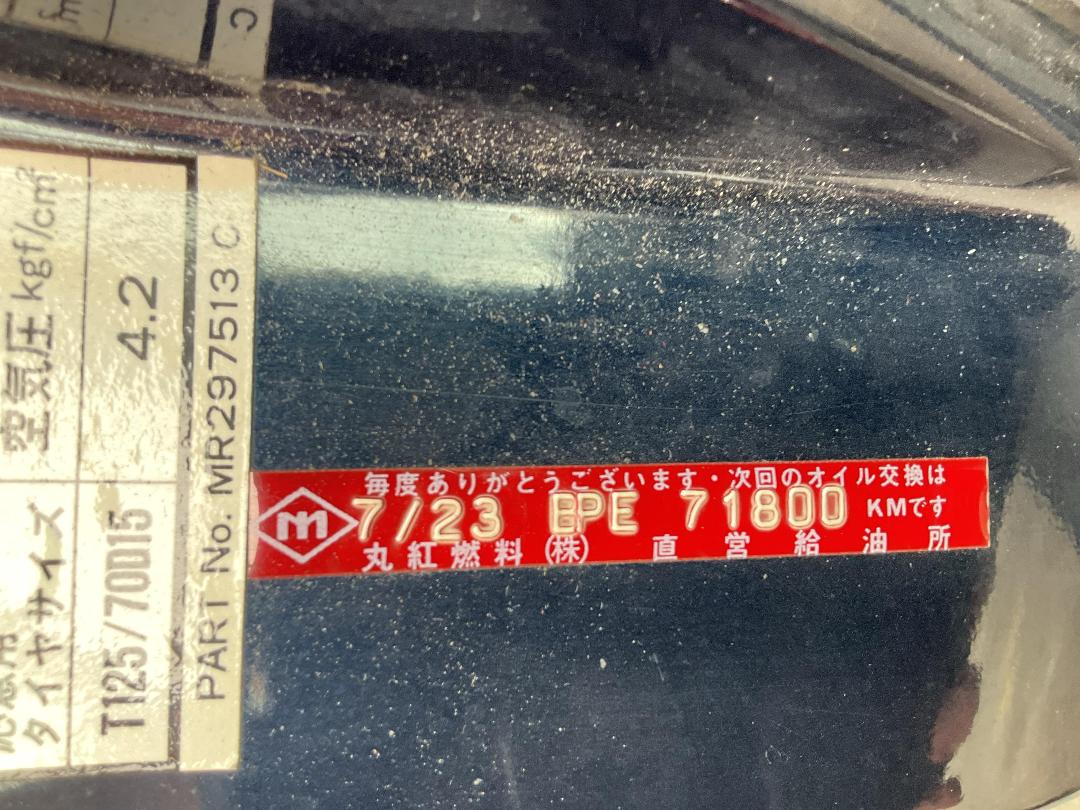 毎度ありがとうございます・次回のオイル交換は
7/23 BPE 71800 KMです
丸紅燃料(株) 直営給油所
空気圧 kgf/cm²
4.2
タイヤサイズ
T125/70D15
PART No. MR297513 C